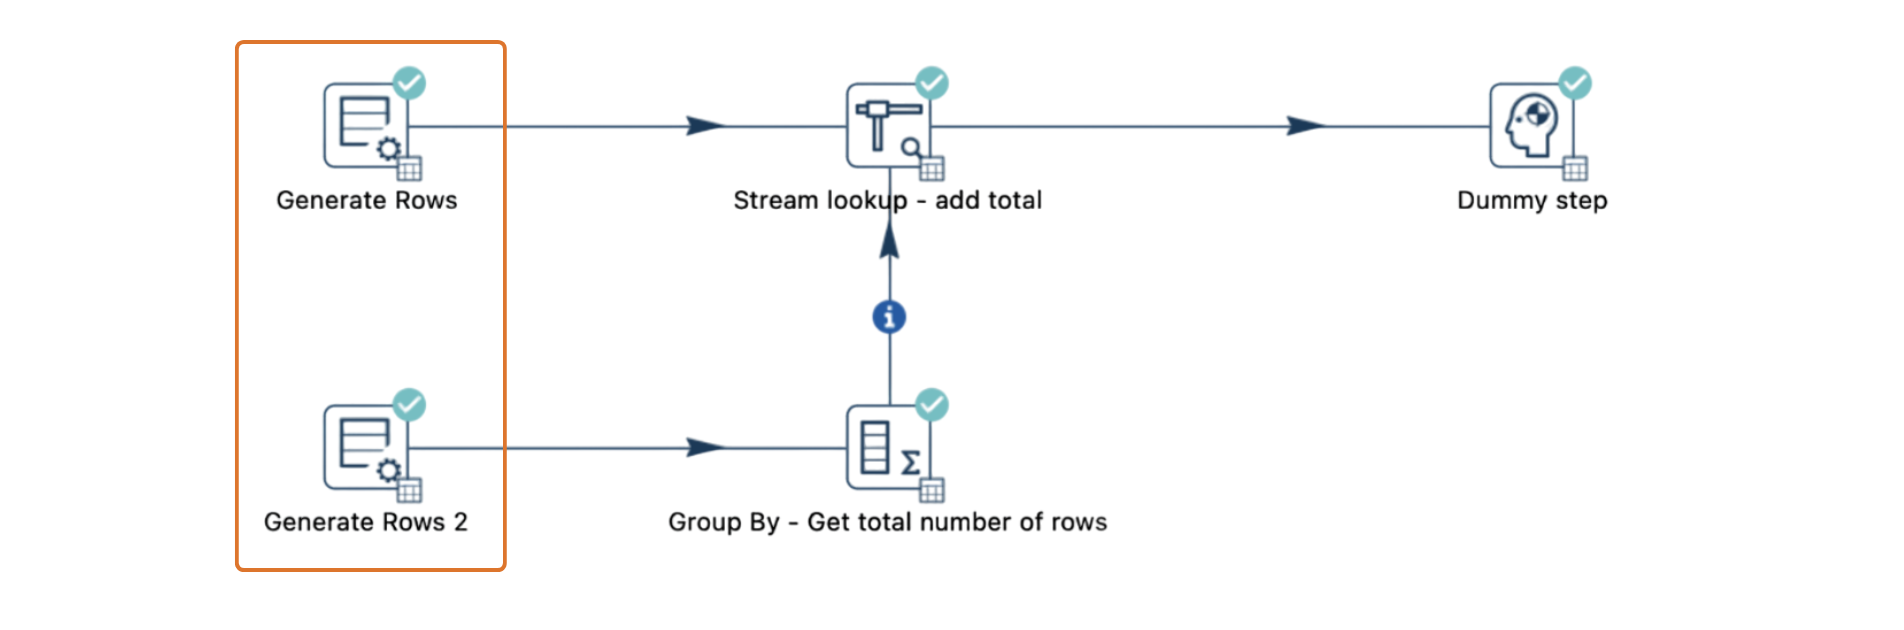 Generate Rows
Stream lookup - add total
Dummy step
i
Generate Rows 2
Group By - Get total number of rows
Σ